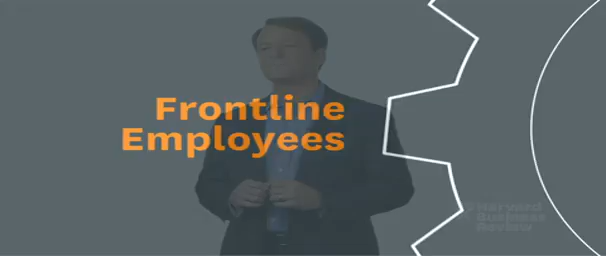 Frontline
Employees
Harvard
Business
Review